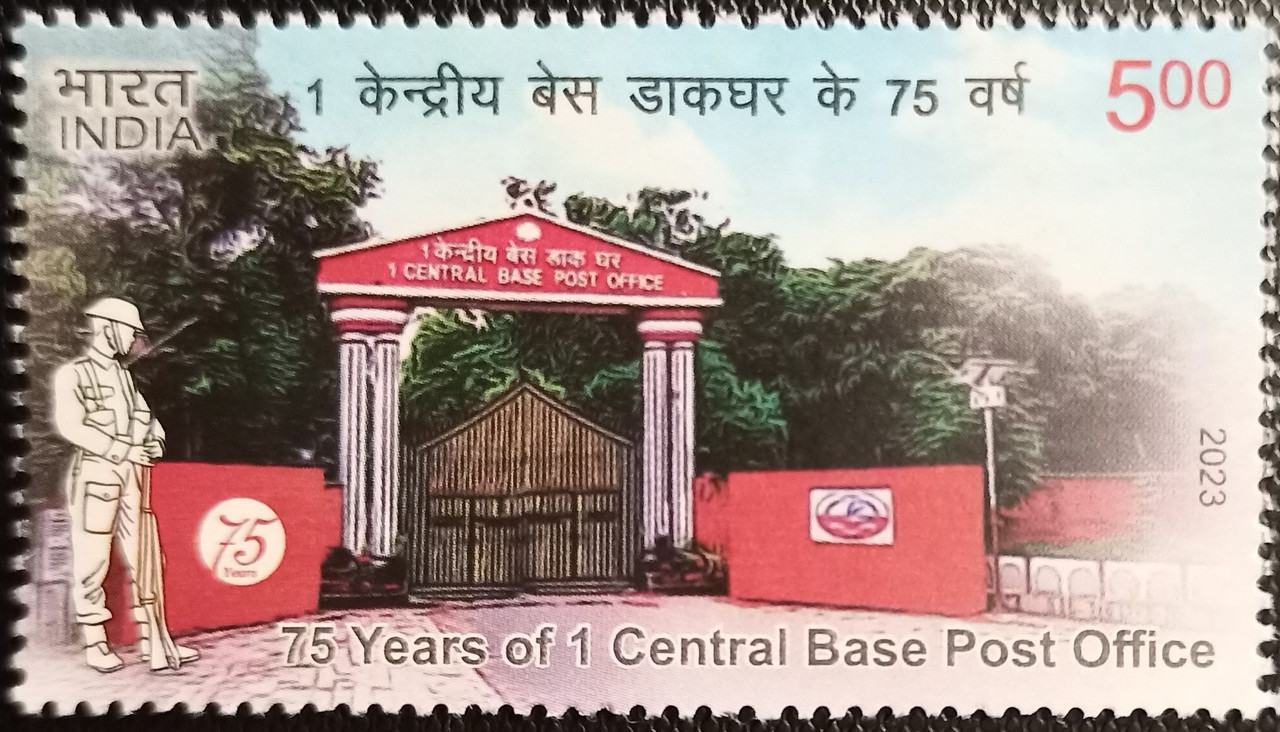 भारत
INDIA
1 केन्द्रीय बेस डाकघर के 75 वर्ष
500
1 केन्द्रीय बेस डाक घर
1 CENTRAL BASE POST OFFICE
2023
75
Years
75 Years of 1 Central Base Post Office